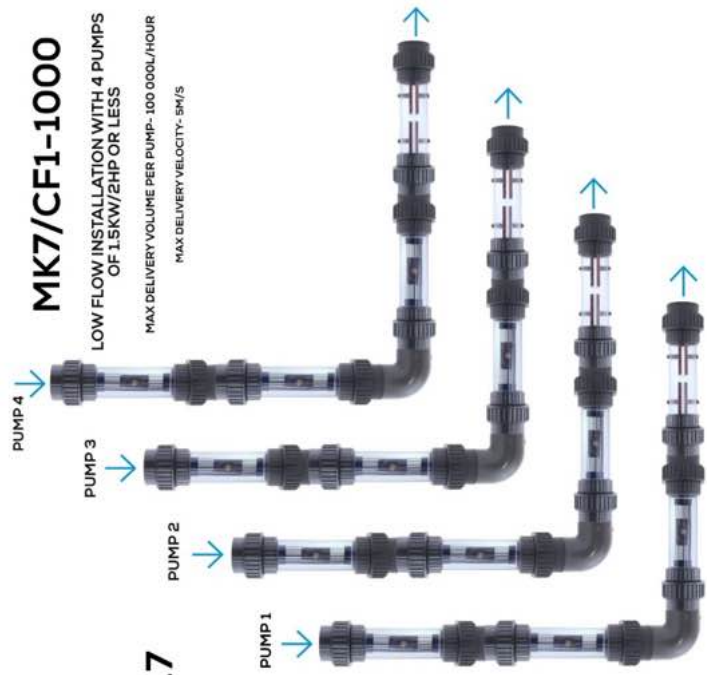 MK7/CF1-1000
LOW FLOW INSTALLATION WITH 4 PUMPS
OF 1.5KW/2HP OR LESS
MAX DELIVERY VOLUME PER PUMP- 100 000L/HOUR
MAX DELIVERY VELOCITY- 5M/S
PUMP 4
PUMP 3
PUMP 2
PUMP 1
7